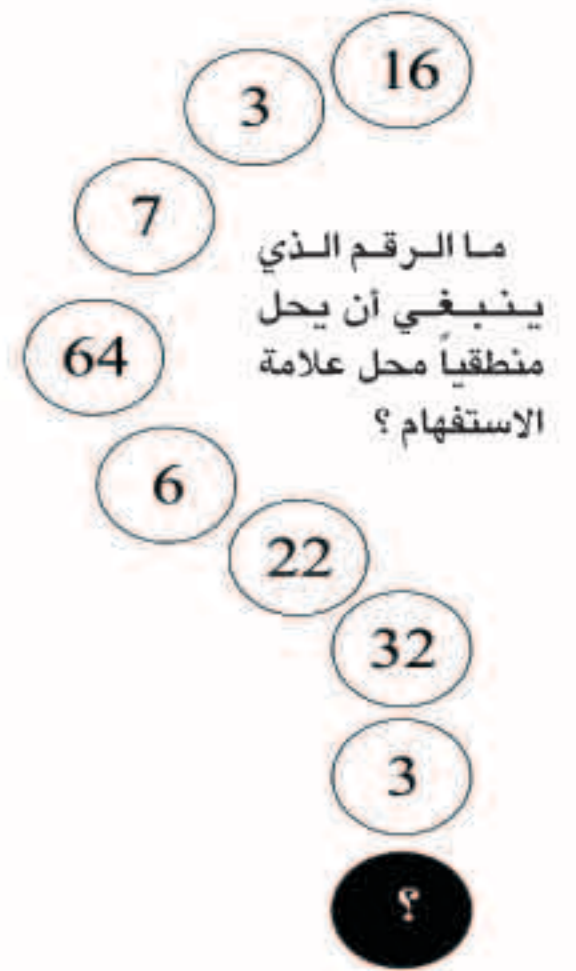 16
3
7
64
6
22
32
3
؟
ما الرقم الذي
ينبغي أن يحل
منطقياً محل علامة
الاستفهام ؟